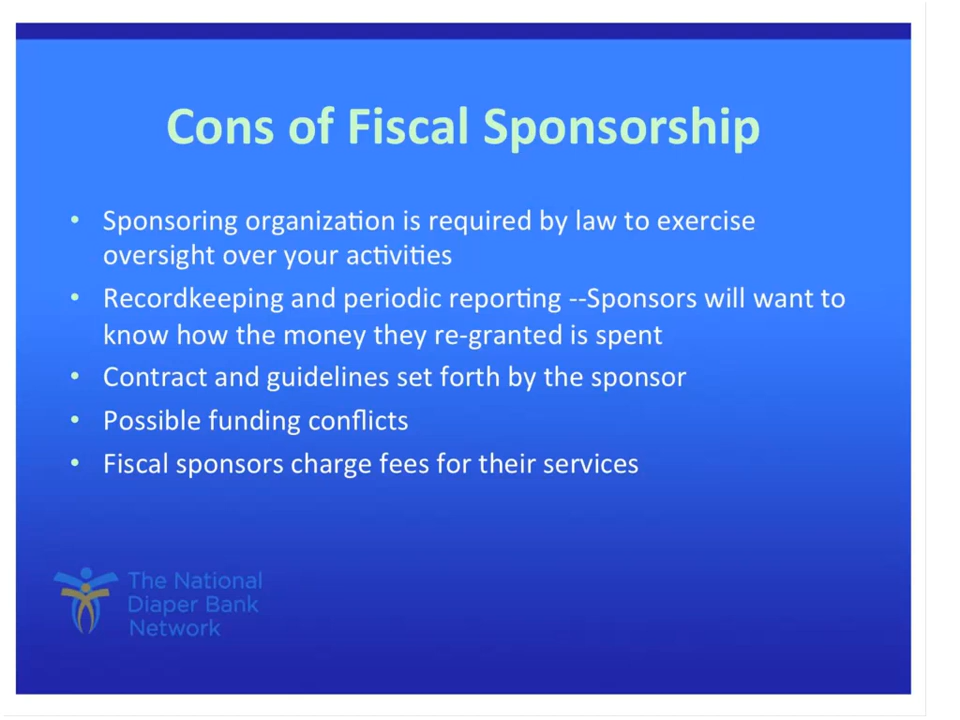 Cons of Fiscal Sponsorship
• Sponsoring organization is required by law to exercise
oversight over your activities
• Recordkeeping and periodic reporting --Sponsors will want to
know how the money they re-granted is spent
• Contract and guidelines set forth by the sponsor
• Possible funding conflicts
• Fiscal sponsors charge fees for their services
The National
Diaper Bank
Network